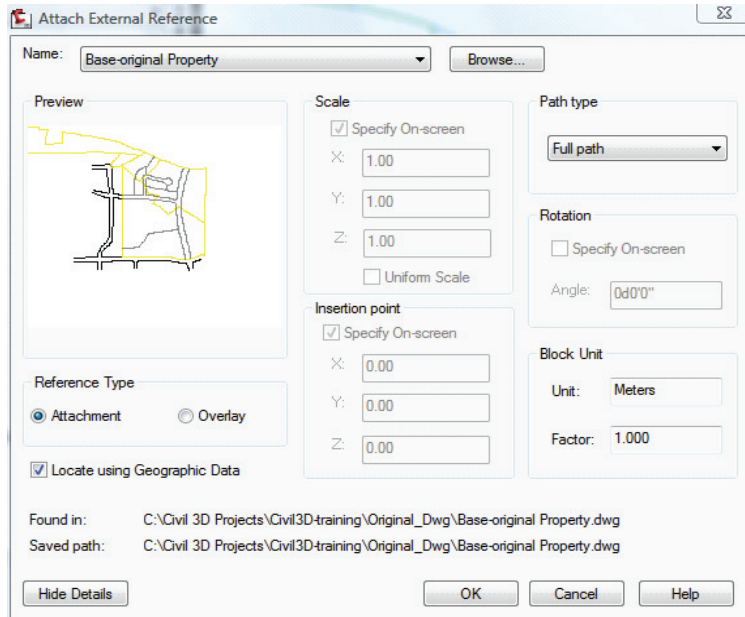 Attach External Reference
Name:
Base-original Property
Browse...
Preview
Scale
Specify On-screen
X:
1.00
Y:
1.00
Z:
1.00
Uniform Scale
Path type
Full path
Rotation
Specify On-screen
Angle:
0d0'0"
Insertion point
Specify On-screen
X:
0.00
Y:
0.00
Z:
0.00
Block Unit
Unit:
Meters
Factor:
1.000
Reference Type
Attachment
Overlay
Locate using Geographic Data
Found in: C:\Civil 3D Projects\Civil3D-training\Original_Dwg\Base-original Property.dwg
Saved path: C:\Civil 3D Projects\Civil3D-training\Original_Dwg\Base-original Property.dwg
Hide Details
OK
Cancel
Help